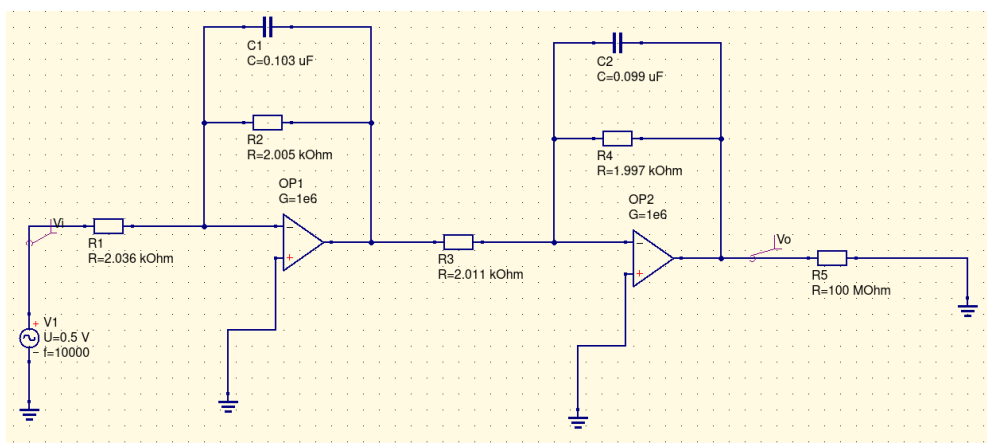 C1
C=0.103 uF
R2
R=2.005 kOhm
OP1
G=1e6
−
+
Vi
R1
R=2.036 kOhm
+
V1
U=0.5 V
− f=10000
C2
C=0.099 uF
R4
R=1.997 kOhm
OP2
G=1e6
−
+
R3
R=2.011 kOhm
Vo
R5
R=100 MOhm